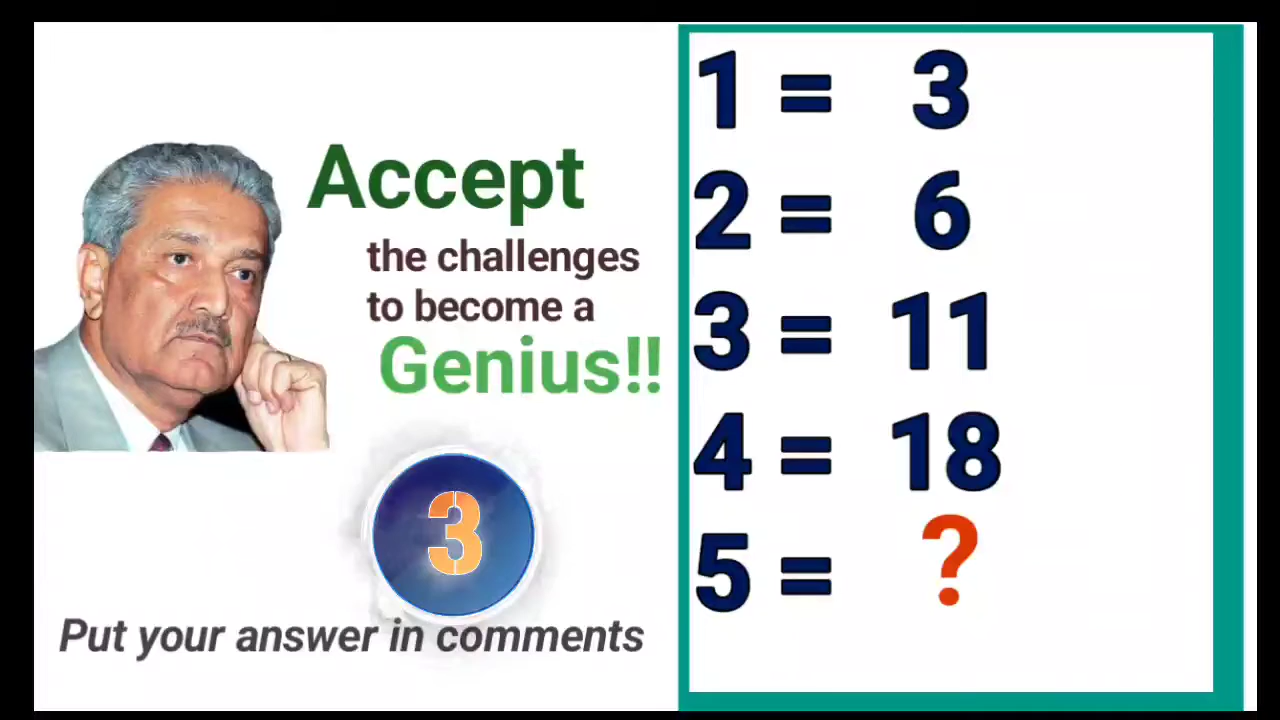 Accept
the challenges
to become a
Genius!!
3
Put your answer in comments
1 = 3
2 = 6
3 = 11
4 = 18
5 = ?